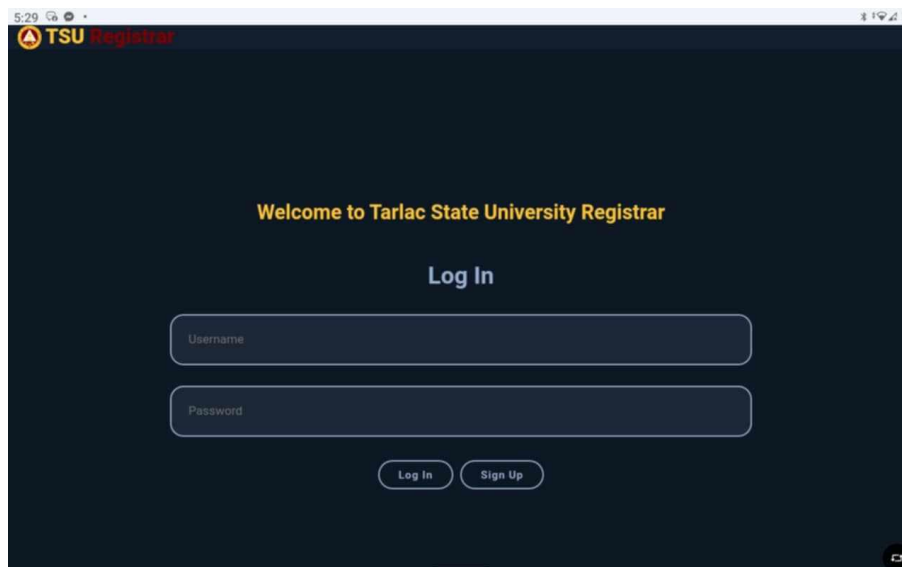 5:29
TSU Registrar
Welcome to Tarlac State University Registrar
Log In
Username
Password
Log In Sign Up